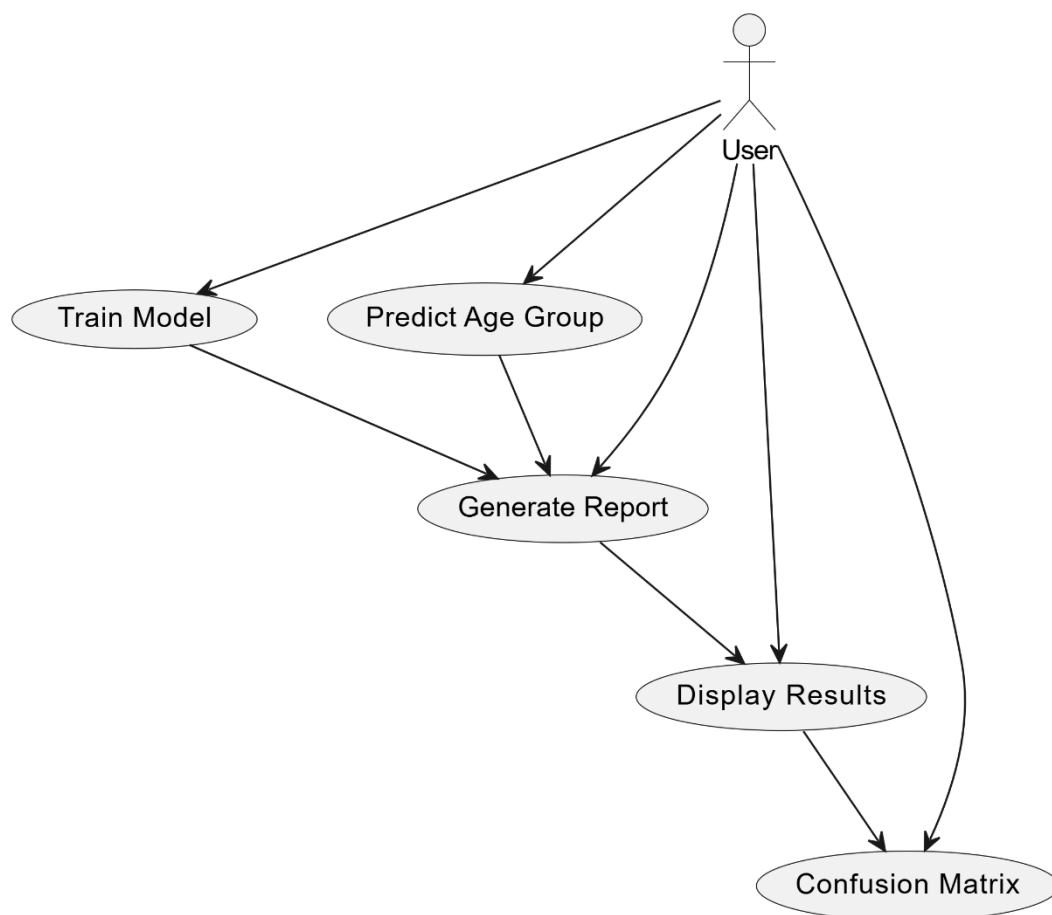 User
Train Model
Predict Age Group
Generate Report
Display Results
Confusion Matrix